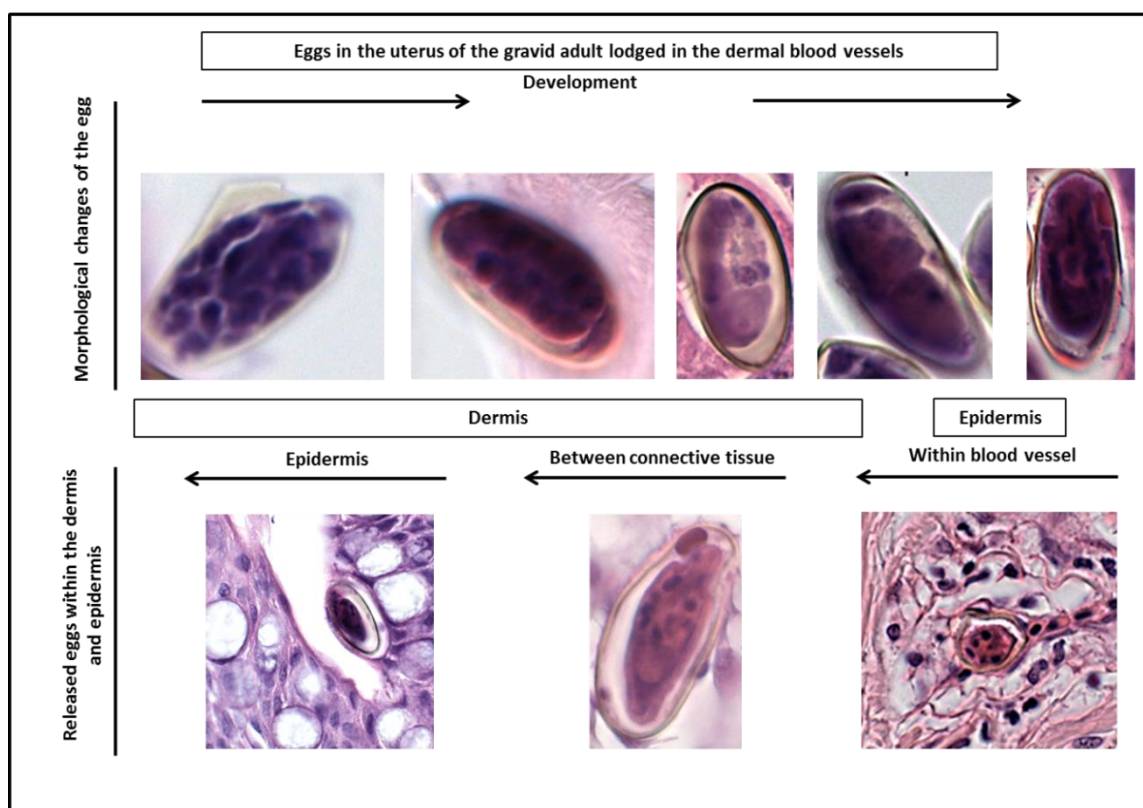 Eggs in the uterus of the gravid adult lodged in the dermal blood vessels
Development
Morphological changes of the egg
Dermis
Epidermis
Epidermis
Between connective tissue
Within blood vessel
Released eggs within the dermis
and epidermis